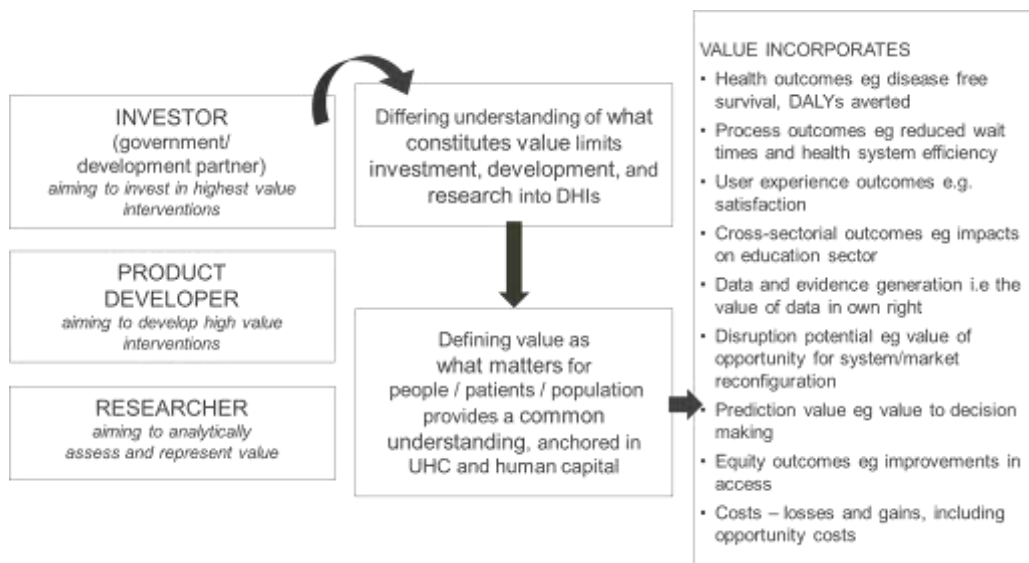 INVESTOR
(government/
development partner)
aiming to invest in highest value
interventions
PRODUCT
DEVELOPER
aiming to develop high value
interventions
RESEARCHER
aiming to analytically
assess and represent value
Differing understanding of what
constitutes value limits
investment, development, and
research into DHIs
Defining value as
what matters for
people / patients / population
provides a common
understanding, anchored in
UHC and human capital
VALUE INCORPORATES
• Health outcomes eg disease free
survival, DALYs averted
• Process outcomes eg reduced wait
times and health system efficiency
• User experience outcomes e.g.
satisfaction
• Cross-sectorial outcomes eg impacts
on education sector
• Data and evidence generation i.e the
value of data in own right
• Disruption potential eg value of
opportunity for system/market
reconfiguration
• Prediction value eg value to decision
making
• Equity outcomes eg improvements in
access
• Costs – losses and gains, including
opportunity costs